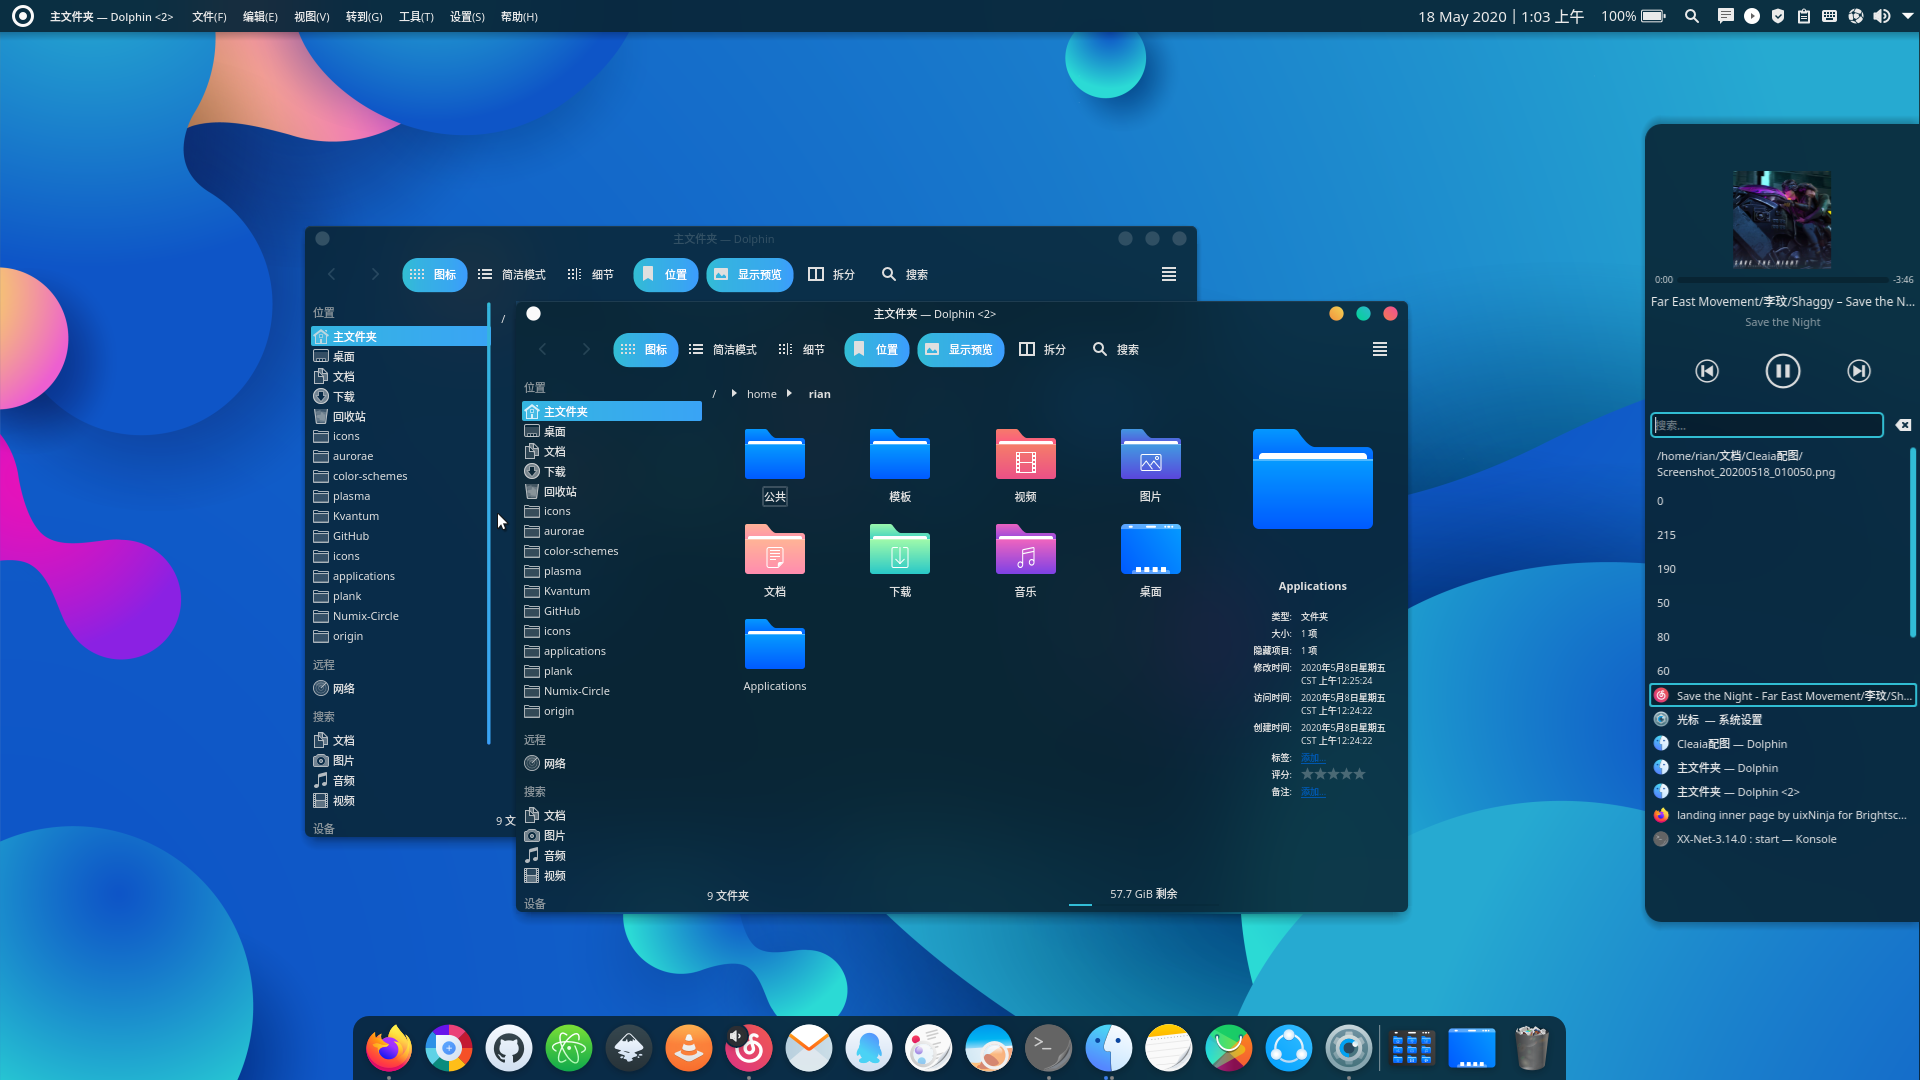 主文件夹 — Dolphin <2> 文件(F) 编辑(E) 视图(V) 转到(G) 工具(T) 设置(S) 帮助(H)
18 May 2020 | 1:03 上午 100%
主文件夹 — Dolphin
图标 简洁模式 细节 位置 显示预览 拆分 搜索
位置
/
主文件夹
桌面
文档
下载
回收站
icons
aurorae
color-schemes
plasma
Kvantum
GitHub
icons
applications
plank
Numix-Circle
origin
远程
网络
搜索
文档
图片
音频
视频
设备
9 文
主文件夹 — Dolphin <2>
图标 简洁模式 细节 位置 显示预览 拆分 搜索
位置
主文件夹
桌面
文档
下载
回收站
icons
aurorae
color-schemes
plasma
Kvantum
GitHub
icons
applications
plank
Numix-Circle
origin
远程
网络
搜索
文档
图片
音频
视频
设备
/ home rian
公共 模板 视频 图片
文档 下载 音乐 桌面
Applications
9 文件夹
57.7 GiB 剩余
Applications
类型: 文件夹
大小: 1 项
隐藏项目: 1 项
修改时间: 2020年5月8日星期五
CST 上午12:25:24
访问时间: 2020年5月8日星期五
CST 上午12:24:22
创建时间: 2020年5月8日星期五
CST 上午12:24:22
标签: 添加...
评分:
备注: 添加...
SAVE THE NIGHT
0:00 -3:46
Far East Movement/李玟/Shaggy – Save the N...
Save the Night
搜索...
/home/rian/文档/Cleaia配图/
Screenshot_20200518_010050.png
0
215
190
50
80
60
Save the Night - Far East Movement/李玟/Sh...
光标 — 系统设置
Cleaia配图 — Dolphin
主文件夹 — Dolphin
主文件夹 — Dolphin <2>
landing inner page by uixNinja for Brightsc...
XX-Net-3.14.0 : start — Konsole